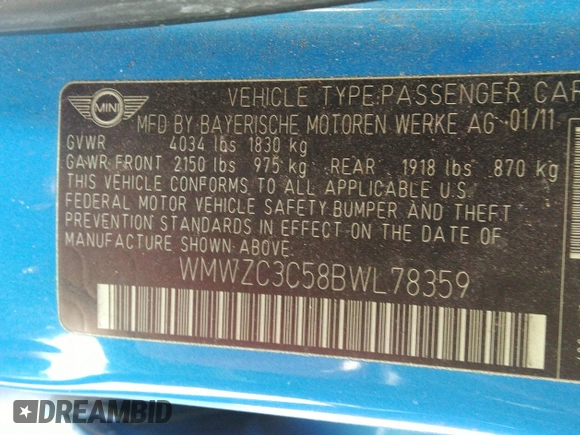 MINI
VEHICLE TYPE:PASSENGER CAR
MFD BY BAYERISCHE MOTOREN WERKE AG 01/11
GVWR 4034 lbs 1830 kg
GAWR FRONT 2150 lbs 975 kg REAR 1918 lbs 870 kg
THIS VEHICLE CONFORMS TO ALL APPLICABLE U.S.
FEDERAL MOTOR VEHICLE SAFETY,BUMPER AND THEFT
PREVENTION STANDARDS IN EFFECT ON THE DATE OF
MANUFACTURE SHOWN ABOVE.
WMWZC3C58BWL78359
DREAMBID